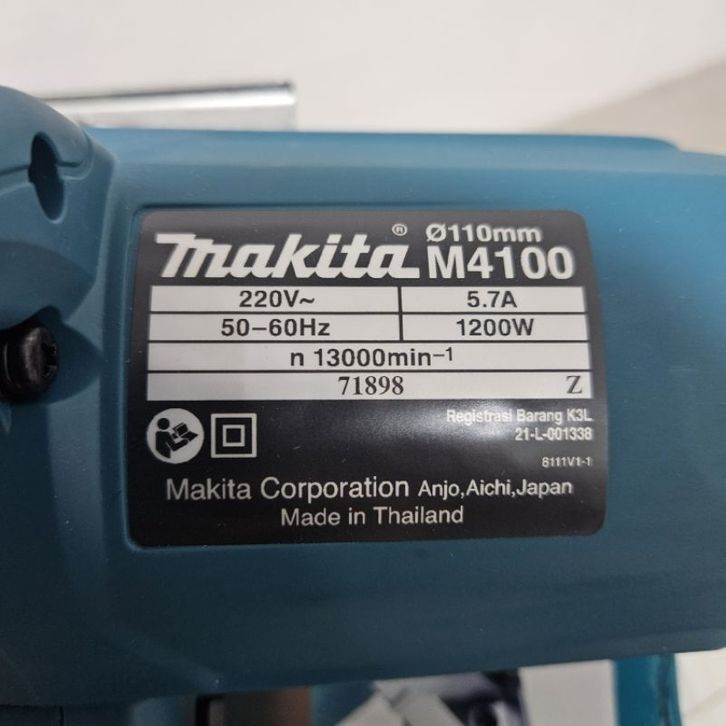 makita® Ø110mm
M4100
220V~ 5.7A
50-60Hz 1200W
n 13000min-1
71898 Z
Registrasi Barang K3L
21-L-001338
8111V1-1
Makita Corporation Anjo,Aichi,Japan
Made in Thailand